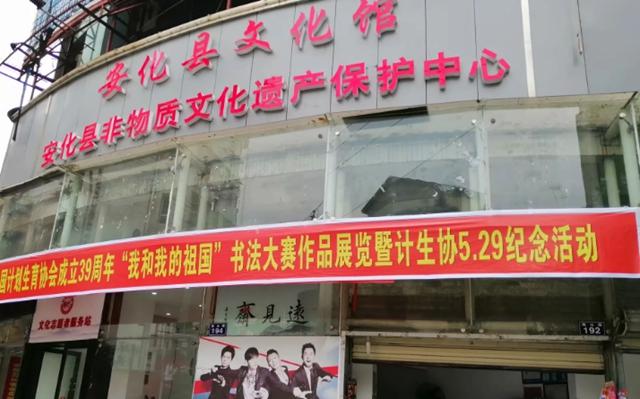 安化县文化馆
安化县非物质文化遗产保护中心
国计划生育协会成立39周年“我和我的祖国”书法大赛作品展览暨计生协5.29纪念活动
文化志愿者服务站
齋見遠
194
192